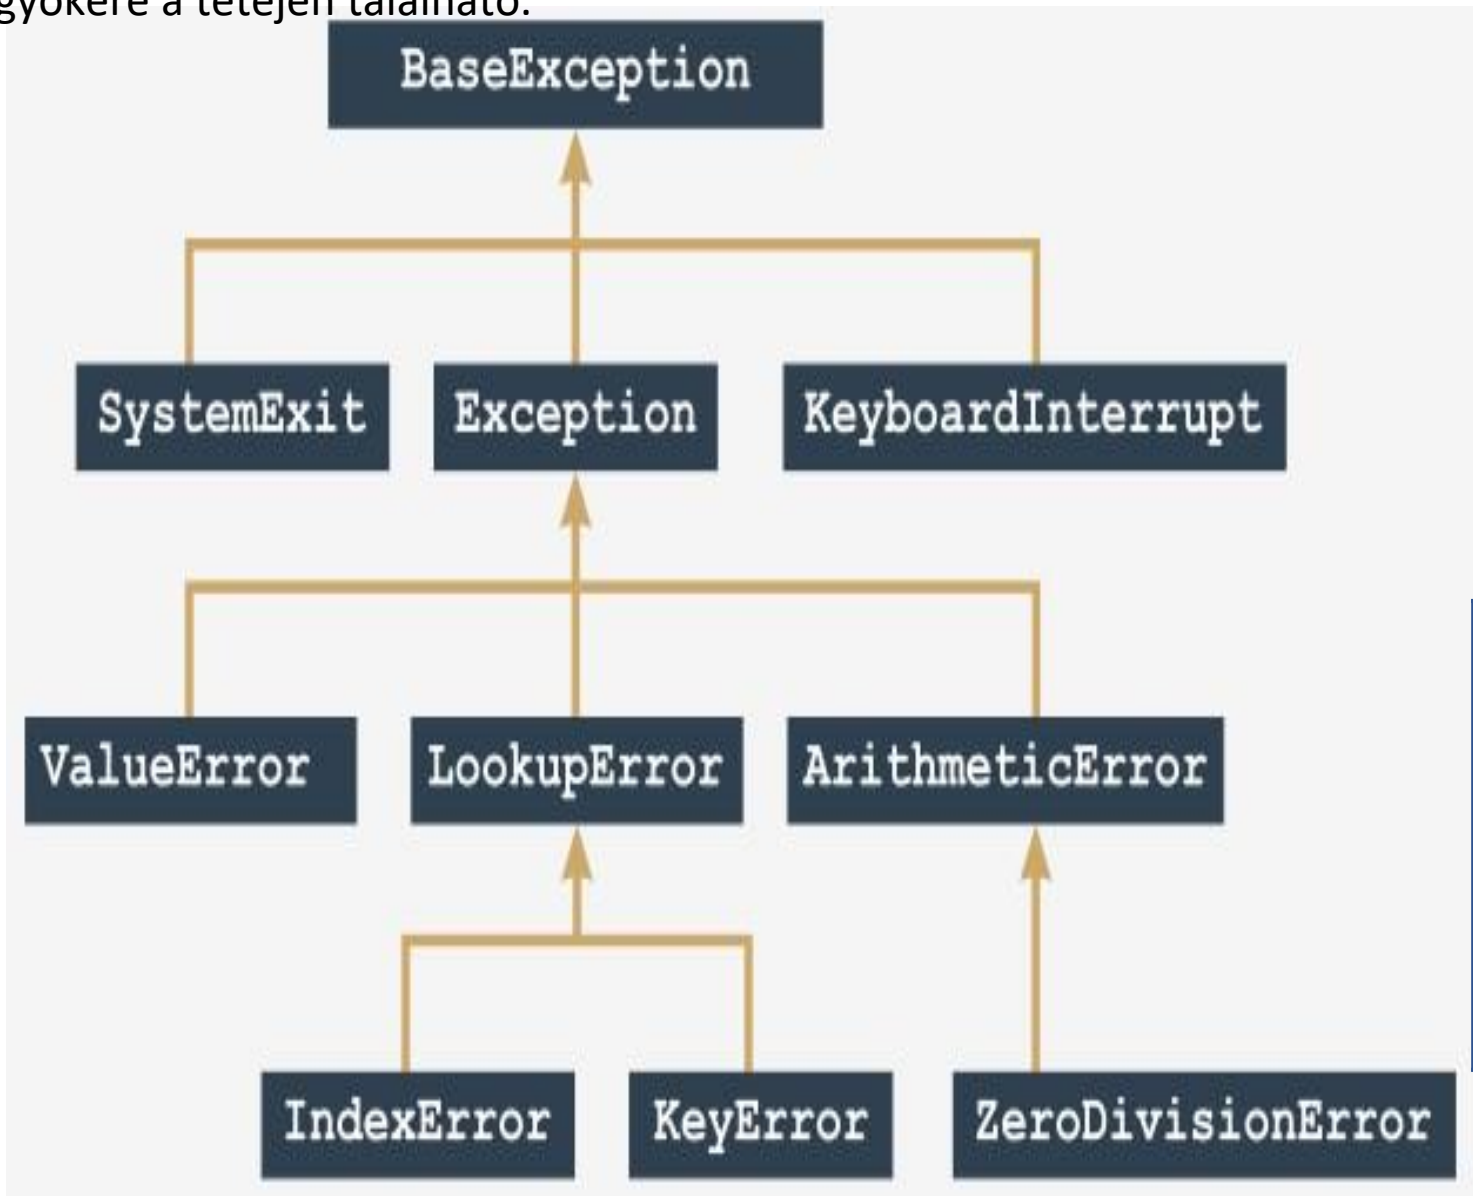 gyökere a tetején található.
BaseException
SystemExit Exception KeyboardInterrupt
ValueError LookupError ArithmeticError
IndexError KeyError ZeroDivisionError